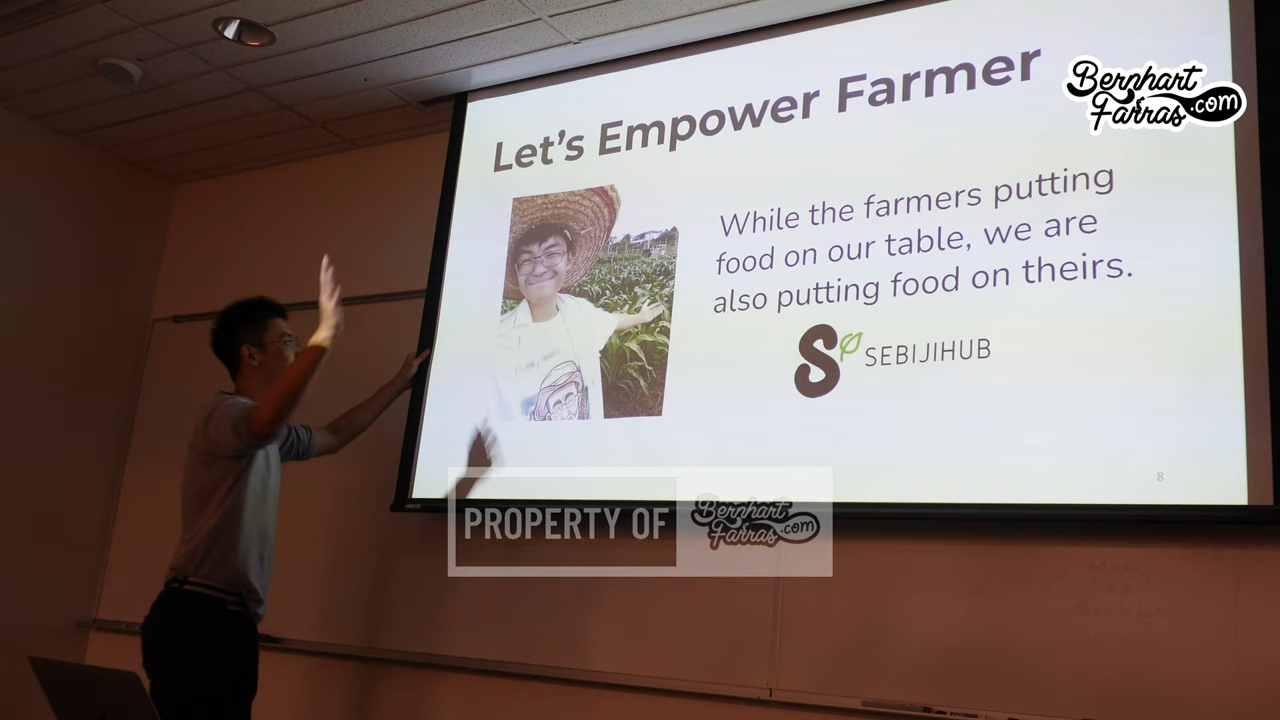 Let's Empower Farmer
Bernhart
Farras.com
While the farmers putting
food on our table, we are
also putting food on theirs.
SEBIJIHUB
8
PROPERTY OF
Bernhart
Farras.com